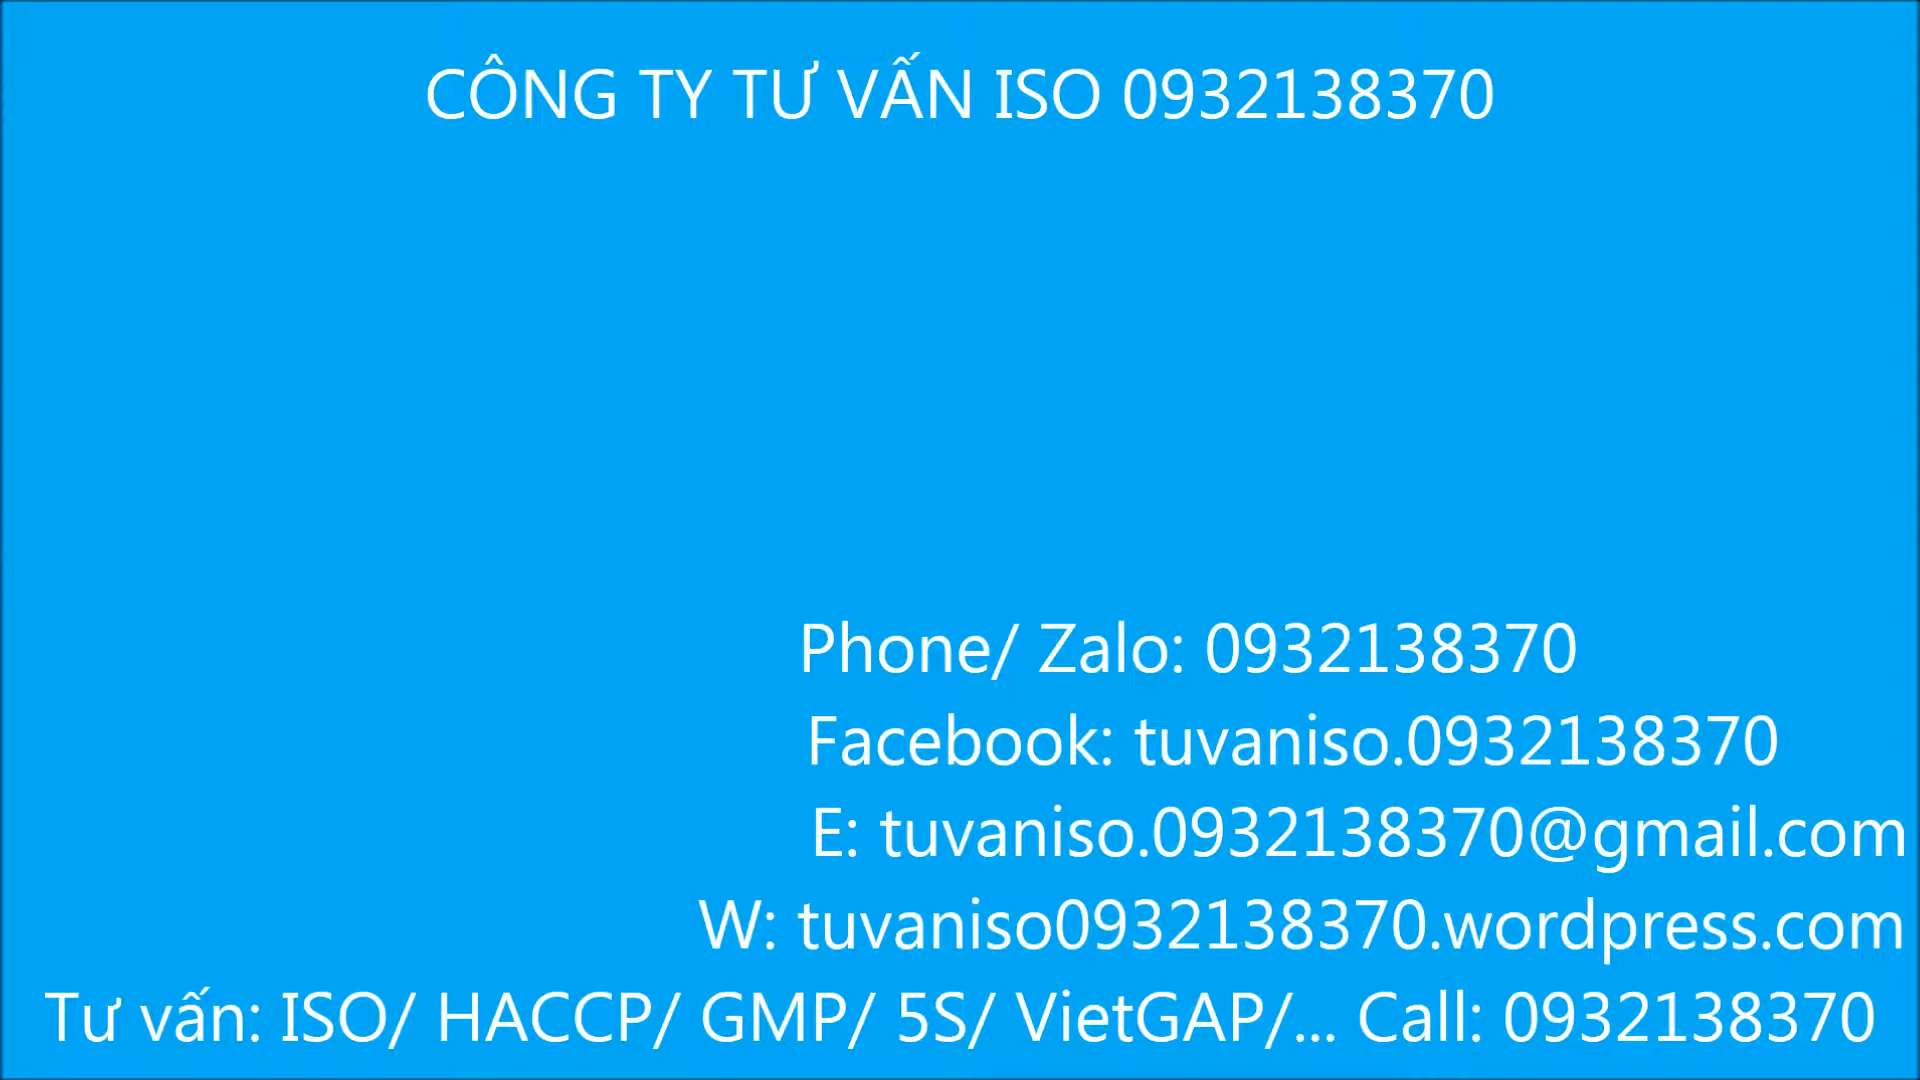 CÔNG TY TƯ VẤN ISO 0932138370
Phone/ Zalo: 0932138370
Facebook: tuvaniso.0932138370
E: tuvaniso.0932138370@gmail.com
W: tuvaniso0932138370.wordpress.com
Tư vấn: ISO/ HACCP/ GMP/ 5S/ VietGAP/... Call: 0932138370